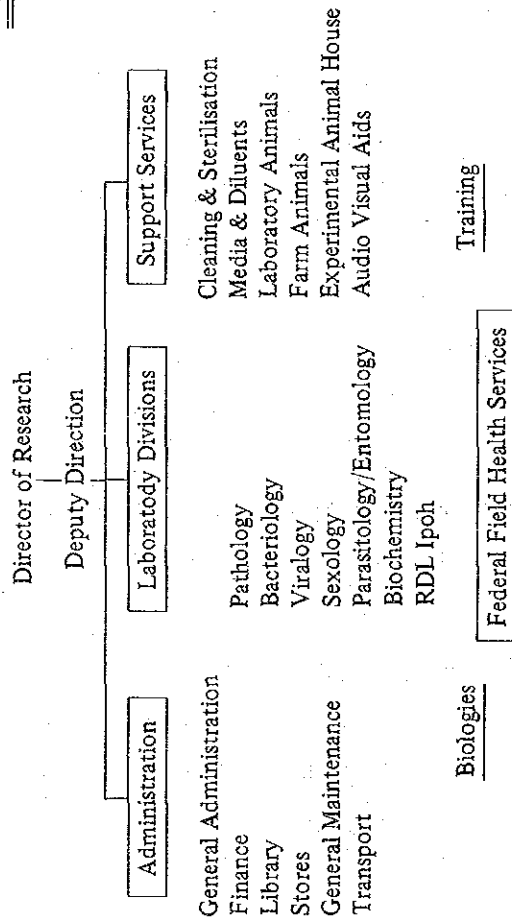 Director of Research
Deputy Direction
Administration
General Administration
Finance
Library
Stores
General Maintenance
Transport
Laboratody Divisions
Pathology
Bacteriology
Viralogy
Sexology
Parasitology/Entomology
Biochemistry
RDL Ipoh
Support Services
Cleaning & Sterilisation
Media & Diluents
Laboratory Animals
Farm Animals
Experimental Animal House
Audio Visual Aids
Biologies
Federal Field Health Services
Training